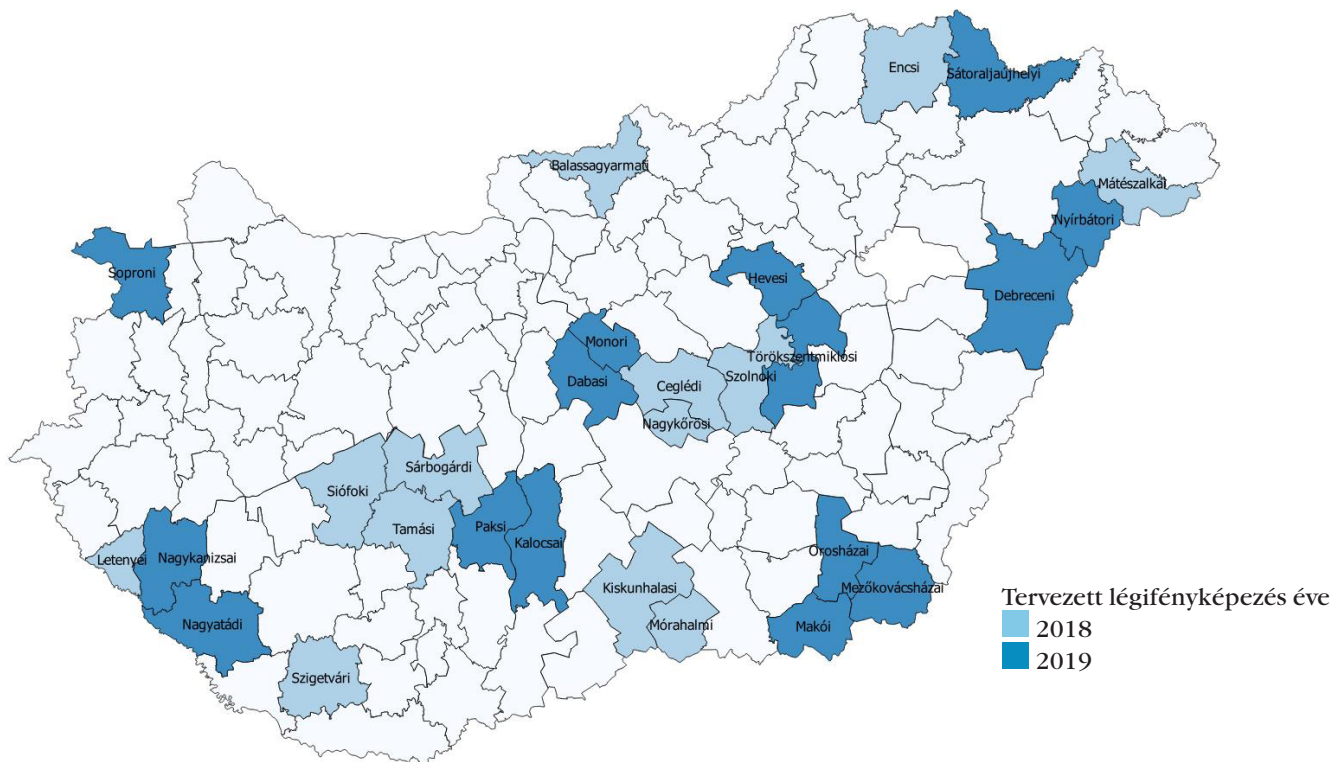 Encsi
Sátoraljaújhelyi
Balassagyarmati
Mátészalkai
Nyírbátori
Soproni
Hevesi
Debreceni
Monori
Törökszentmiklósi
Dabasi
Ceglédi
Szolnoki
Nagykőrösi
Sárbogárdi
Siófoki
Tamási
Paksi
Kalocsai
Letenyei
Nagykanizsai
Orosházai
Kiskunhalasi
Mezőkovácsházai
Tervezett légifényképezés éve
Nagyatádi
Mórahalmi
Makói
2018
2019
Szigetvári